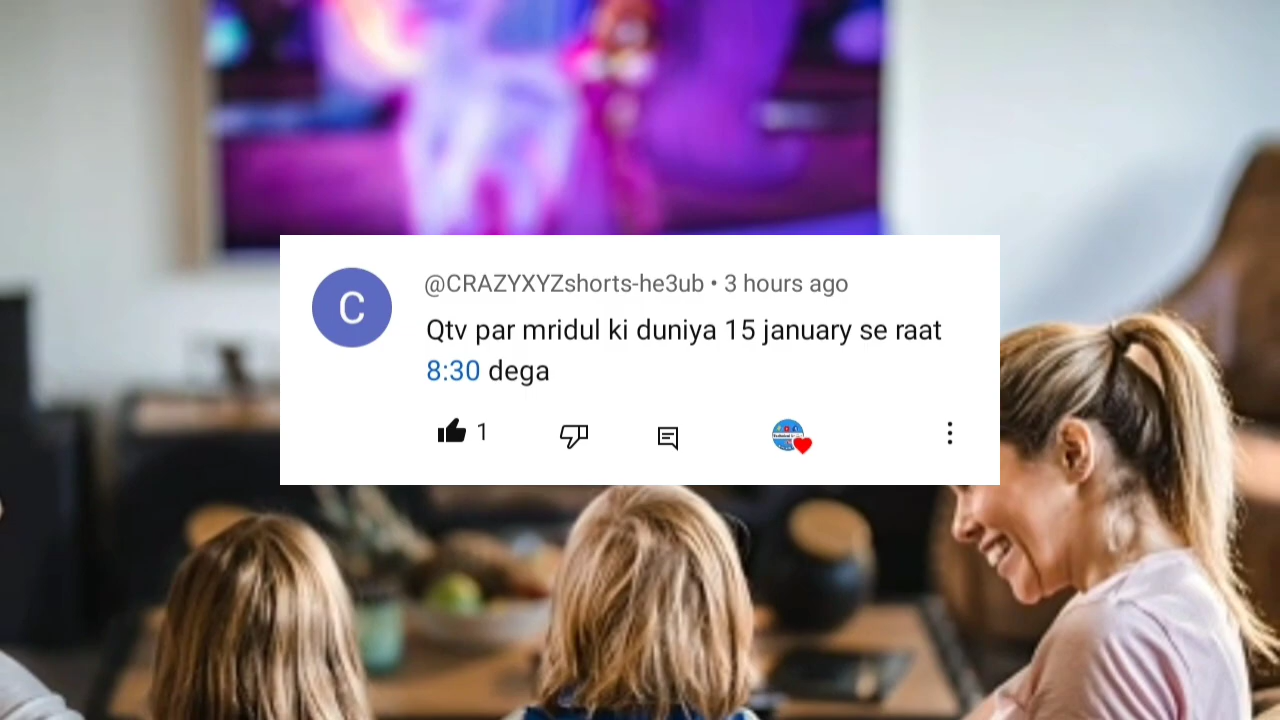 C
@CRAZYXYZshorts-he3ub • 3 hours ago
Qtv par mridul ki duniya 15 january se raat
8:30 dega
1